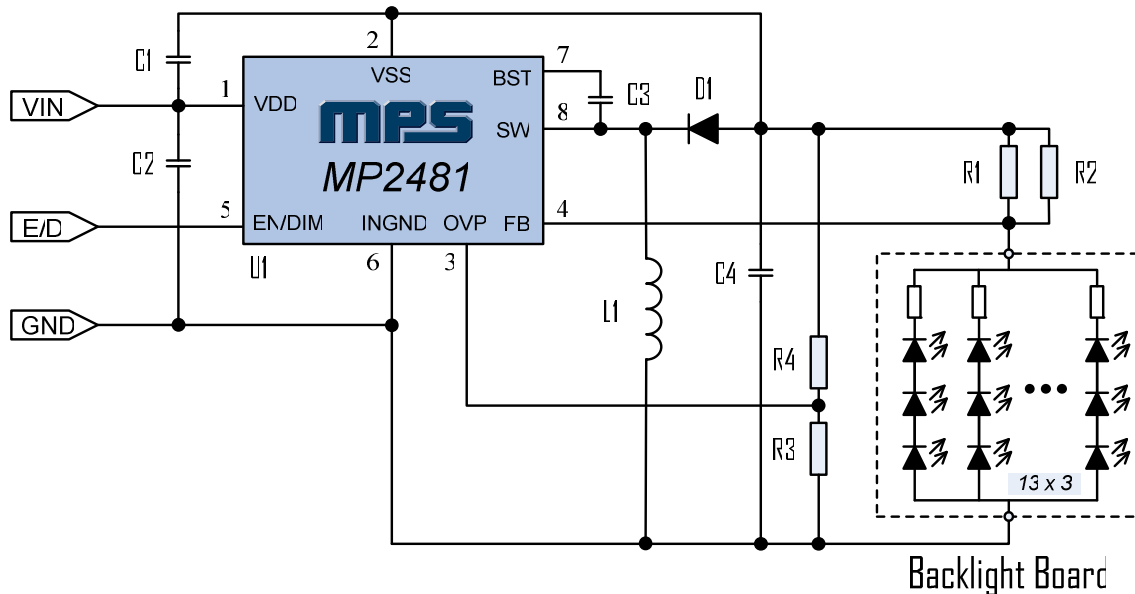 C1
2
7
VIN
1
VDD
VSS
BST
C3
D1
mps
8
SW
C2
MP2481
R1
R2
E/D
5
EN/DIM
INGND
OVP
FB
4
U1
6
3
GND
L1
C4
R4
R3
13 x 3
Backlight Board